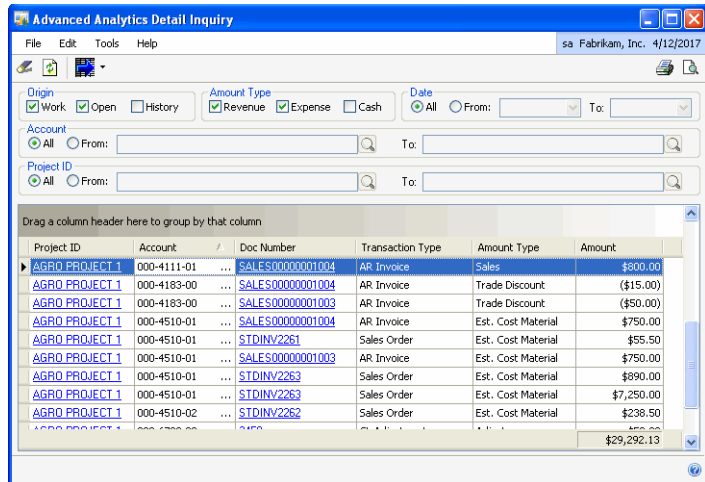 Advanced Analytics Detail Inquiry
File Edit Tools Help sa Fabrikam, Inc. 4/12/2017
Origin Amount Type Date
Work Open History Revenue Expense Cash All From: To:
Account
All From: To:
Project ID
All From: To:
Drag a column header here to group by that column
Project ID Account Doc Number Transaction Type Amount Type Amount
AGRO PROJECT 1 000-4111-01 ... SALES00000001004 AR Invoice Sales $800.00
AGRO PROJECT 1 000-4183-00 ... SALES00000001004 AR Invoice Trade Discount ($15.00)
AGRO PROJECT 1 000-4183-00 ... SALES00000001003 AR Invoice Trade Discount ($50.00)
AGRO PROJECT 1 000-4510-01 ... SALES00000001004 AR Invoice Est. Cost Material $750.00
AGRO PROJECT 1 000-4510-01 ... STDINV2261 Sales Order Est. Cost Material $55.50
AGRO PROJECT 1 000-4510-01 ... SALES00000001003 AR Invoice Est. Cost Material $750.00
AGRO PROJECT 1 000-4510-01 ... STDINV2263 Sales Order Est. Cost Material $890.00
AGRO PROJECT 1 000-4510-01 ... STDINV2263 Sales Order Est. Cost Material $7,250.00
AGRO PROJECT 1 000-4510-02 ... STDINV2262 Sales Order Est. Cost Material $238.50
AGRO PROJECT 1
$29,292.13